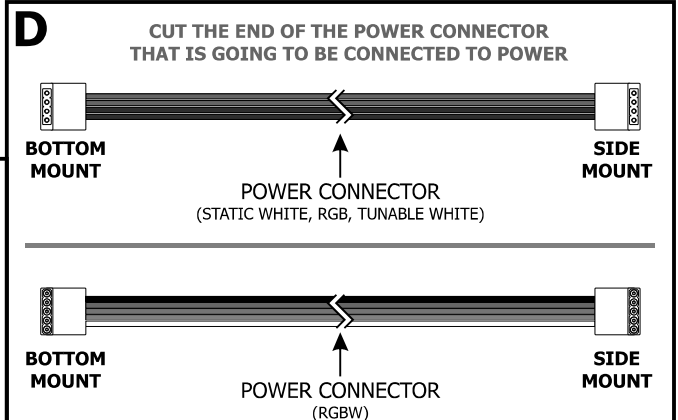 D
CUT THE END OF THE POWER CONNECTOR
THAT IS GOING TO BE CONNECTED TO POWER
BOTTOM
MOUNT
SIDE
MOUNT
POWER CONNECTOR
(STATIC WHITE, RGB, TUNABLE WHITE)
BOTTOM
MOUNT
SIDE
MOUNT
POWER CONNECTOR
(RGBW)